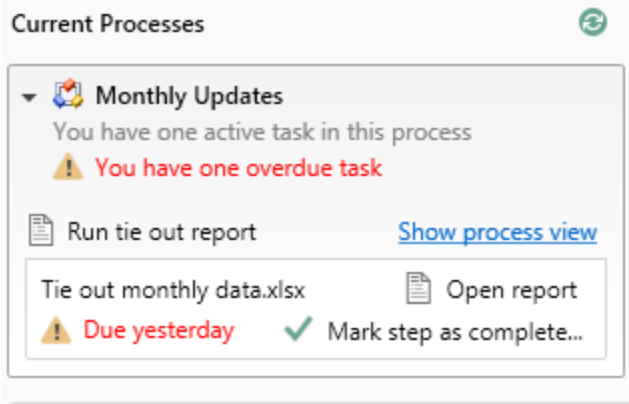 Current Processes
Monthly Updates
You have one active task in this process
You have one overdue task
Run tie out report Show process view
Tie out monthly data.xlsx Open report
Due yesterday Mark step as complete...